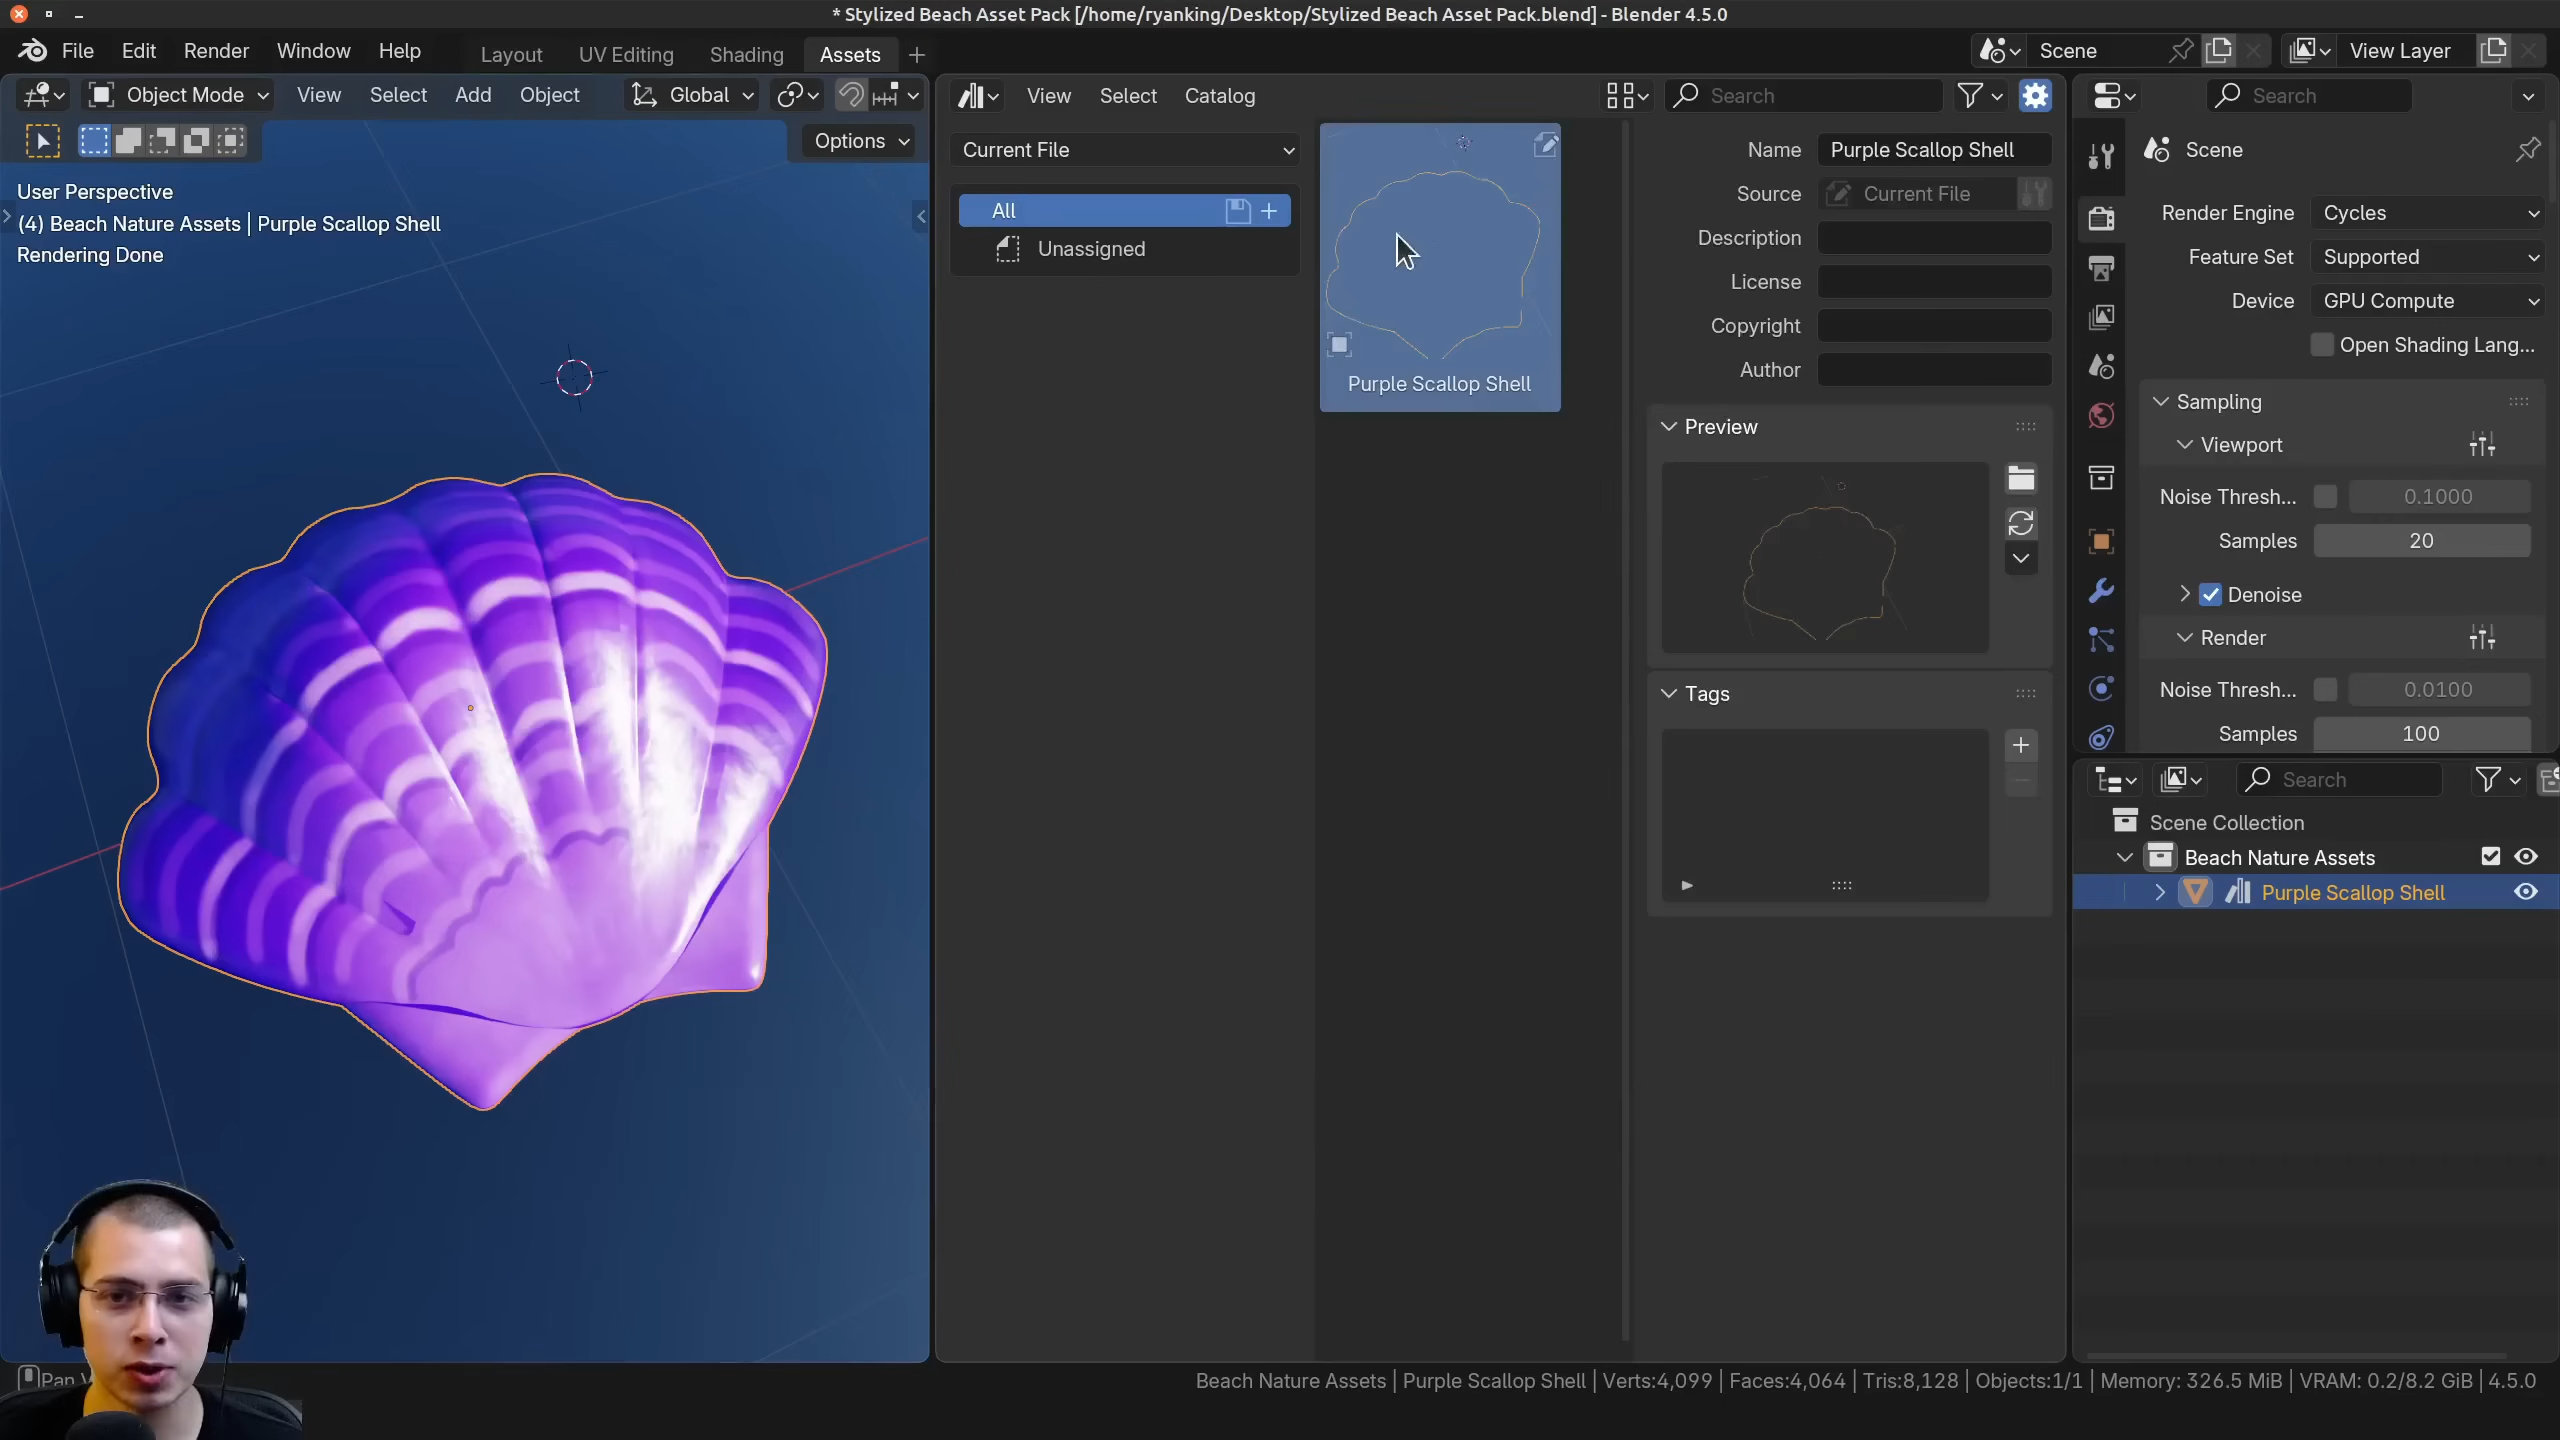 * Stylized Beach Asset Pack [/home/ryanking/Desktop/Stylized Beach Asset Pack.blend] - Blender 4.5.0
File Edit Render Window Help
Layout UV Editing Shading Assets +
Scene
View Layer
Object Mode View Select Add Object Global
Options
User Perspective
(4) Beach Nature Assets | Purple Scallop Shell
Rendering Done
View Select Catalog
Search
Current File
All
Unassigned
Purple Scallop Shell
Name Purple Scallop Shell
Source Current File
Description
License
Copyright
Author
Preview
Tags
Search
Scene
Render Engine Cycles
Feature Set Supported
Device GPU Compute
Open Shading Lang...
Sampling
Viewport
Noise Thresh... 0.1000
Samples 20
Denoise
Render
Noise Thresh... 0.0100
Samples 100
Search
Scene Collection
Beach Nature Assets
Purple Scallop Shell
Pan
Beach Nature Assets | Purple Scallop Shell | Verts:4,099 | Faces:4,064 | Tris:8,128 | Objects:1/1 | Memory: 326.5 MiB | VRAM: 0.2/8.2 GiB | 4.5.0